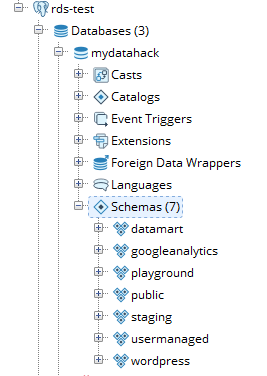 rds-test
Databases (3)
mydatahack
Casts
Catalogs
Event Triggers
Extensions
Foreign Data Wrappers
Languages
Schemas (7)
datamart
googleanalytics
playground
public
staging
usermanaged
wordpress